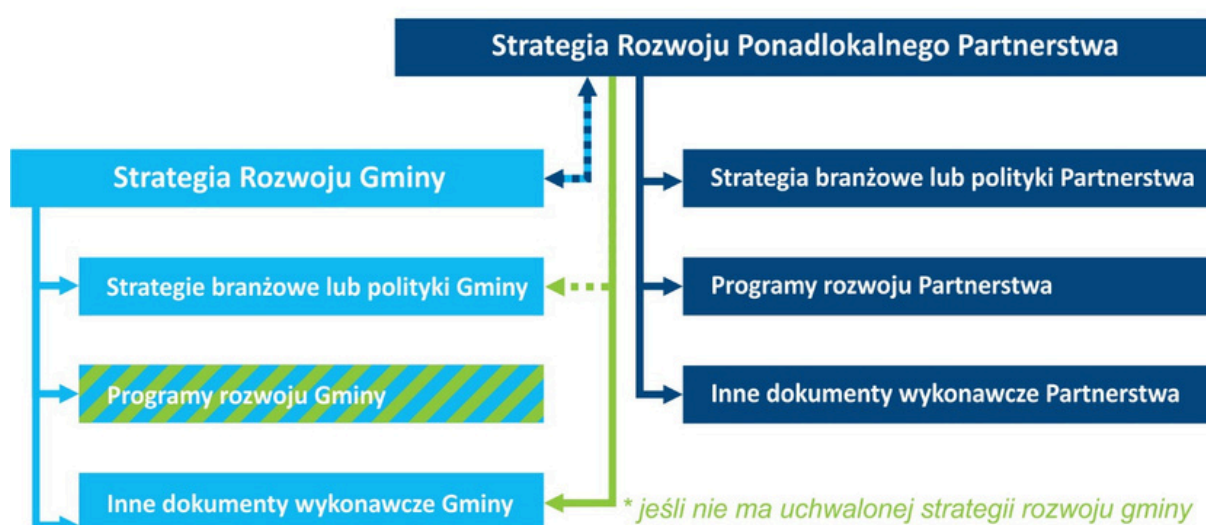 Strategia Rozwoju Ponadlokalnego Partnerstwa
Strategia Rozwoju Gminy
Strategie branżowe lub polityki Gminy
Programy rozwoju Gminy
Inne dokumenty wykonawcze Gminy
Strategia branżowe lub polityki Partnerstwa
Programy rozwoju Partnerstwa
Inne dokumenty wykonawcze Partnerstwa
* jeśli nie ma uchwalonej strategii rozwoju gminy